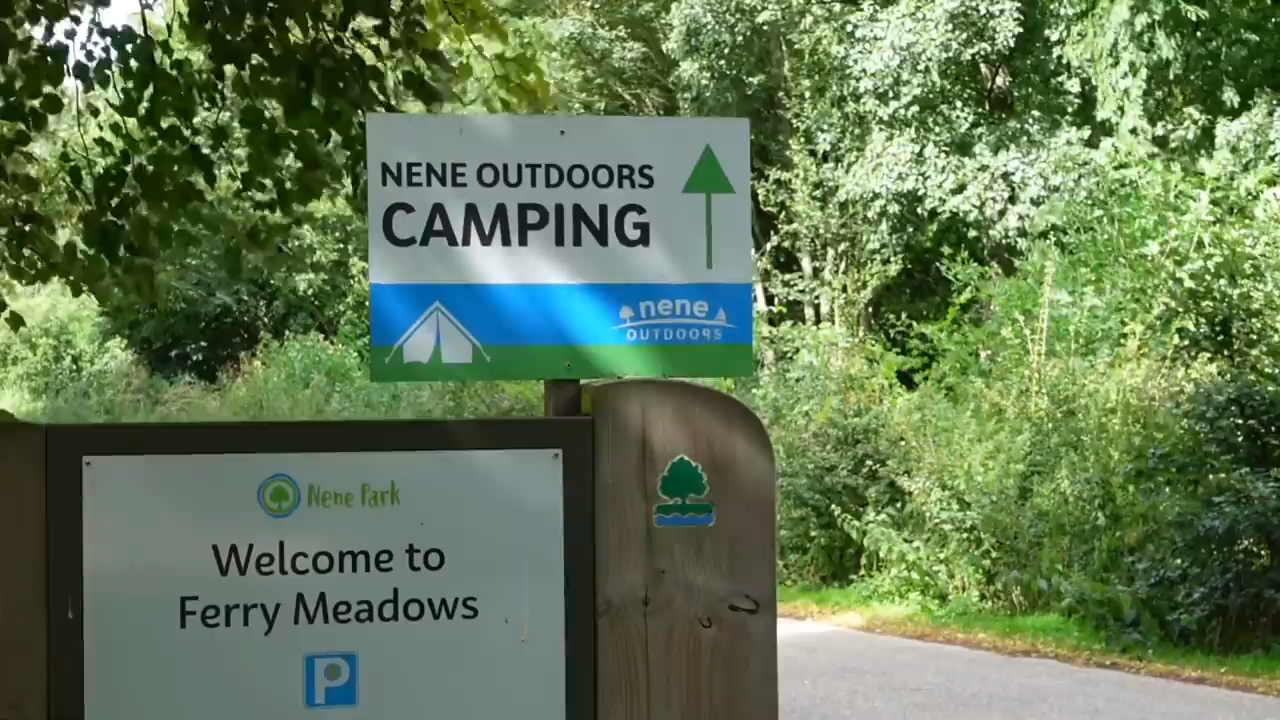 NENE OUTDOORS
CAMPING
nene
OUTDOORS
Nene Park
Welcome to
Ferry Meadows
P